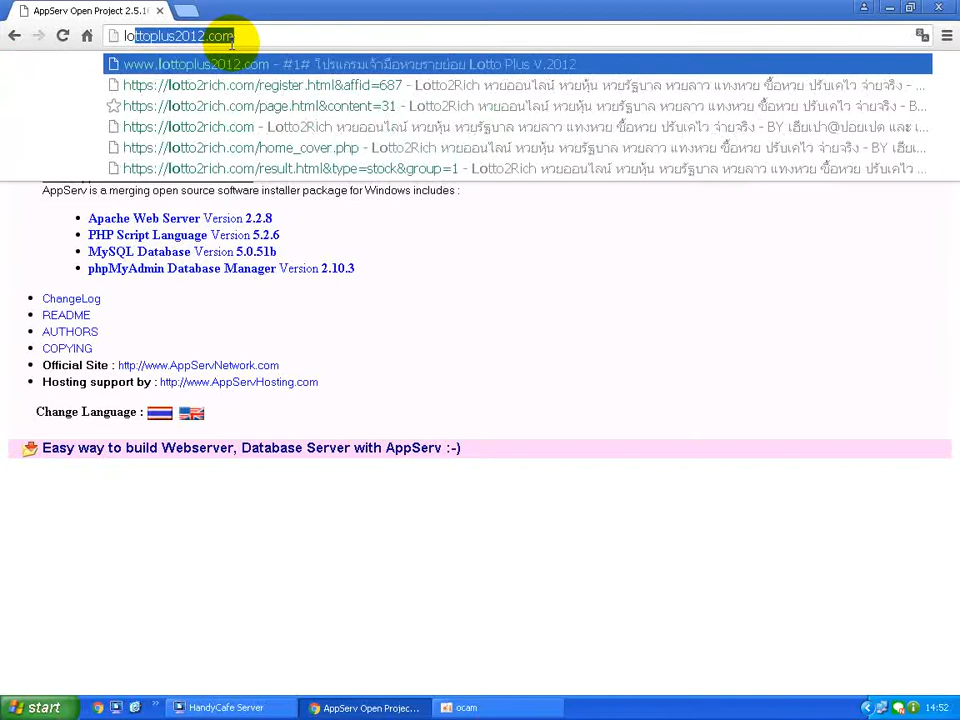 AppServ Open Project 2.5.1
lottoplus2012.com
www.lottoplus2012.com - #1# โปรแกรมเจ้ามือหวยรายย่อย Lotto Plus V.2012
https://lotto2rich.com/register.html&affid=687 - Lotto2Rich หวยออนไลน์ หวยหุ้น หวยรัฐบาล หวยลาว แทงหวย ซื้อหวย ปรับเคไว จ่ายจริง - ...
https://lotto2rich.com/page.html&content=31 - Lotto2Rich หวยออนไลน์ หวยหุ้น หวยรัฐบาล หวยลาว แทงหวย ซื้อหวย ปรับเคไว จ่ายจริง - B...
https://lotto2rich.com - Lotto2Rich หวยออนไลน์ หวยหุ้น หวยรัฐบาล หวยลาว แทงหวย ซื้อหวย ปรับเคไว จ่ายจริง - BY เฮียเปา@ปอยเปต และ เ...
https://lotto2rich.com/home_cover.php - Lotto2Rich หวยออนไลน์ หวยหุ้น หวยรัฐบาล หวยลาว แทงหวย ซื้อหวย ปรับเคไว จ่ายจริง - BY เฮียเป...
https://lotto2rich.com/result.html&type=stock&group=1 - Lotto2Rich หวยออนไลน์ หวยหุ้น หวยรัฐบาล หวยลาว แทงหวย ซื้อหวย ปรับเคไว จ่ายจริง ...
AppServ is a merging open source software installer package for Windows includes :
Apache Web Server Version 2.2.8
PHP Script Language Version 5.2.6
MySQL Database Version 5.0.51b
phpMyAdmin Database Manager Version 2.10.3
ChangeLog
README
AUTHORS
COPYING
Official Site : http://www.AppServNetwork.com
Hosting support by : http://www.AppServHosting.com
Change Language :
Easy way to build Webserver, Database Server with AppServ :-)
start
HandyCafe Server
AppServ Open Projec...
ocam
14:52